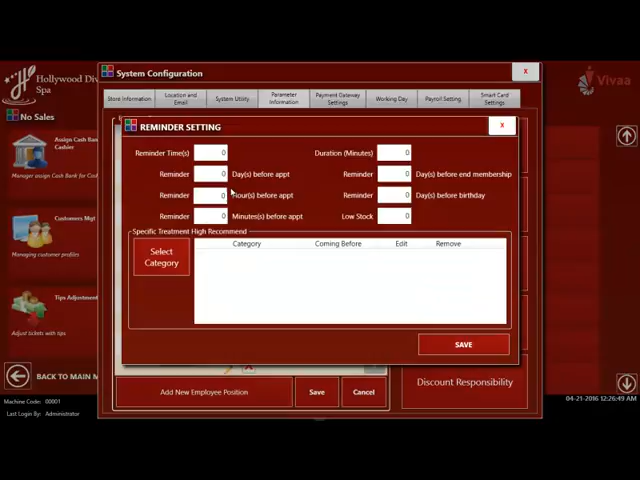 Hollywood Div
Spa
Vivaa
System Configuration
X
Store Information
Location and
Email
System Utility
Parameter
Information
Payment Gateway
Settings
Working Day
Payroll Setting
Smart Card
Settings
No Sales
Assign Cash Bank
Cashier
Manager assign Cash Bank for Cas
Customers Mgt
Managing customer profiles
Tips Adjustment
Adjust tickets with tips
REMINDER SETTING
X
Reminder Time(s) 0
Duration (Minutes) 0
Reminder 0 Day(s) before appt
Reminder 0 Day(s) before end membership
Reminder 0 Hour(s) before appt
Reminder 0 Day(s) before birthday
Reminder 0 Minutes(s) before appt
Low Stock 0
Specific Treatment High Recommend
Select
Category
Category Coming Before Edit Remove
SAVE
Add New Employee Position
Save
Cancel
Discount Responsibility
BACK TO MAIN M
Machine Code: 00001
Last Login By: Administrator
04-21-2016 12:26:49 AM